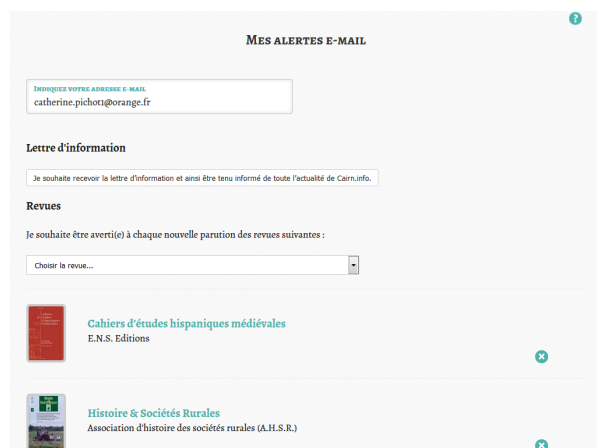 ?
MES ALERTES E-MAIL
INDIQUEZ VOTRE ADRESSE E-MAIL
catherine.pichot1@orange.fr
Lettre d'information
Je souhaite recevoir la lettre d'information et ainsi être tenu informé de toute l'actualité de Cairn.info.
Revues
Je souhaite être averti(e) à chaque nouvelle parution des revues suivantes :
Choisir la revue...
Cahiers d'études hispaniques médiévales
E.N.S. Editions
Histoire & Sociétés Rurales
Association d'histoire des sociétés rurales (A.H.S.R.)